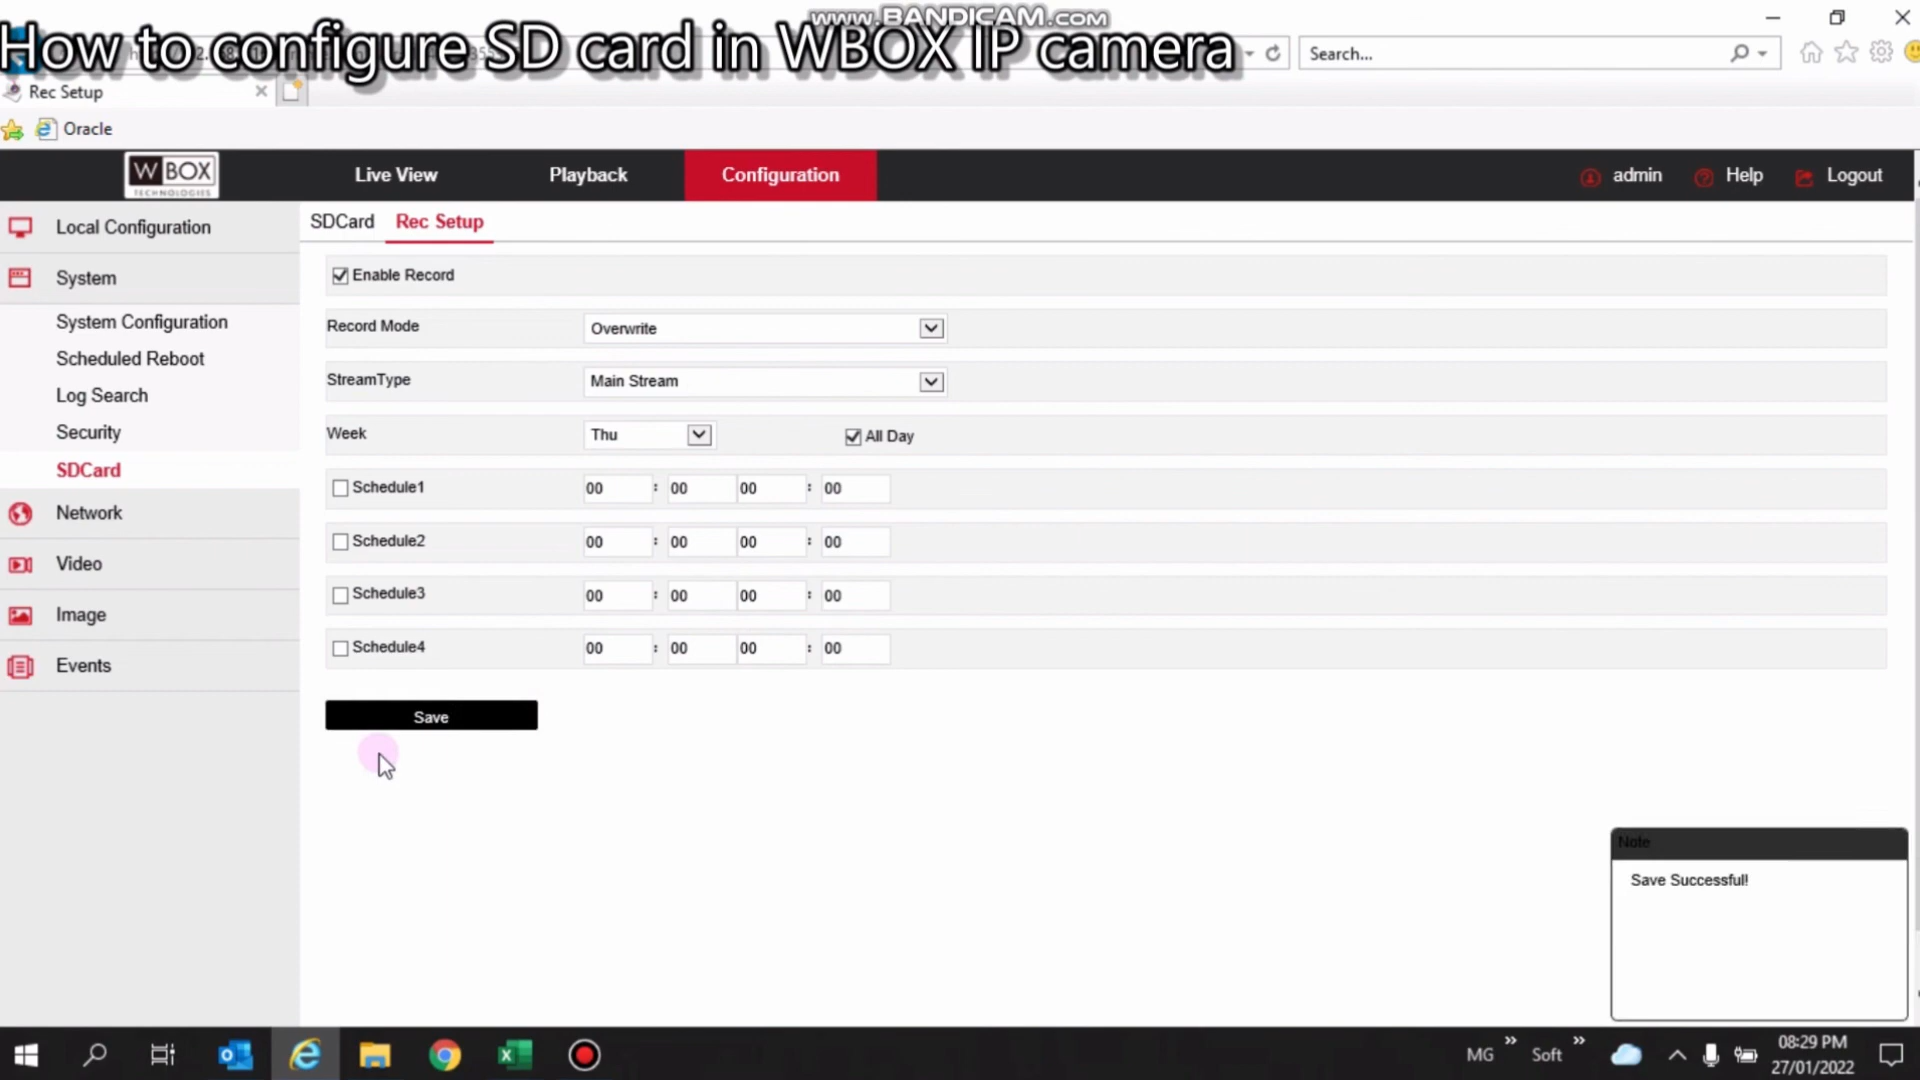 www.BANDICAM.com
How to configure SD card in WBOX IP camera
Search...
Rec Setup
Oracle
W BOX
TECHNOLOGIES
Live View
Playback
Configuration
admin
Help
Logout
Local Configuration
System
System Configuration
Scheduled Reboot
Log Search
Security
SDCard
Network
Video
Image
Events
SDCard
Rec Setup
Enable Record
Record Mode
Overwrite
StreamType
Main Stream
Week
Thu
All Day
Schedule1
00 : 00 00 : 00
Schedule2
00 : 00 00 : 00
Schedule3
00 : 00 00 : 00
Schedule4
00 : 00 00 : 00
Save
Note
Save Successful!
MG
Soft
08:29 PM
27/01/2022